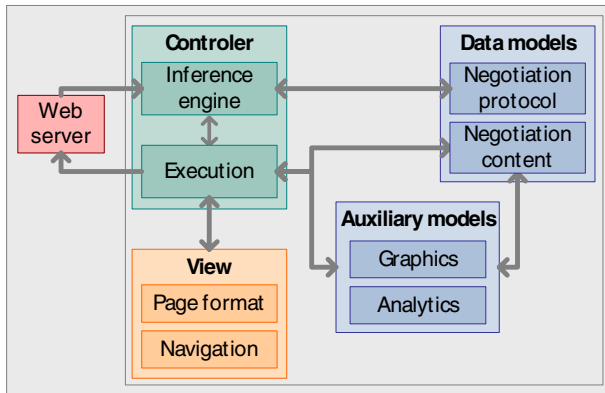 Controler
Inference
engine
Execution
Web
server
View
Page format
Navigation
Data models
Negotiation
protocol
Negotiation
content
Auxiliary models
Graphics
Analytics